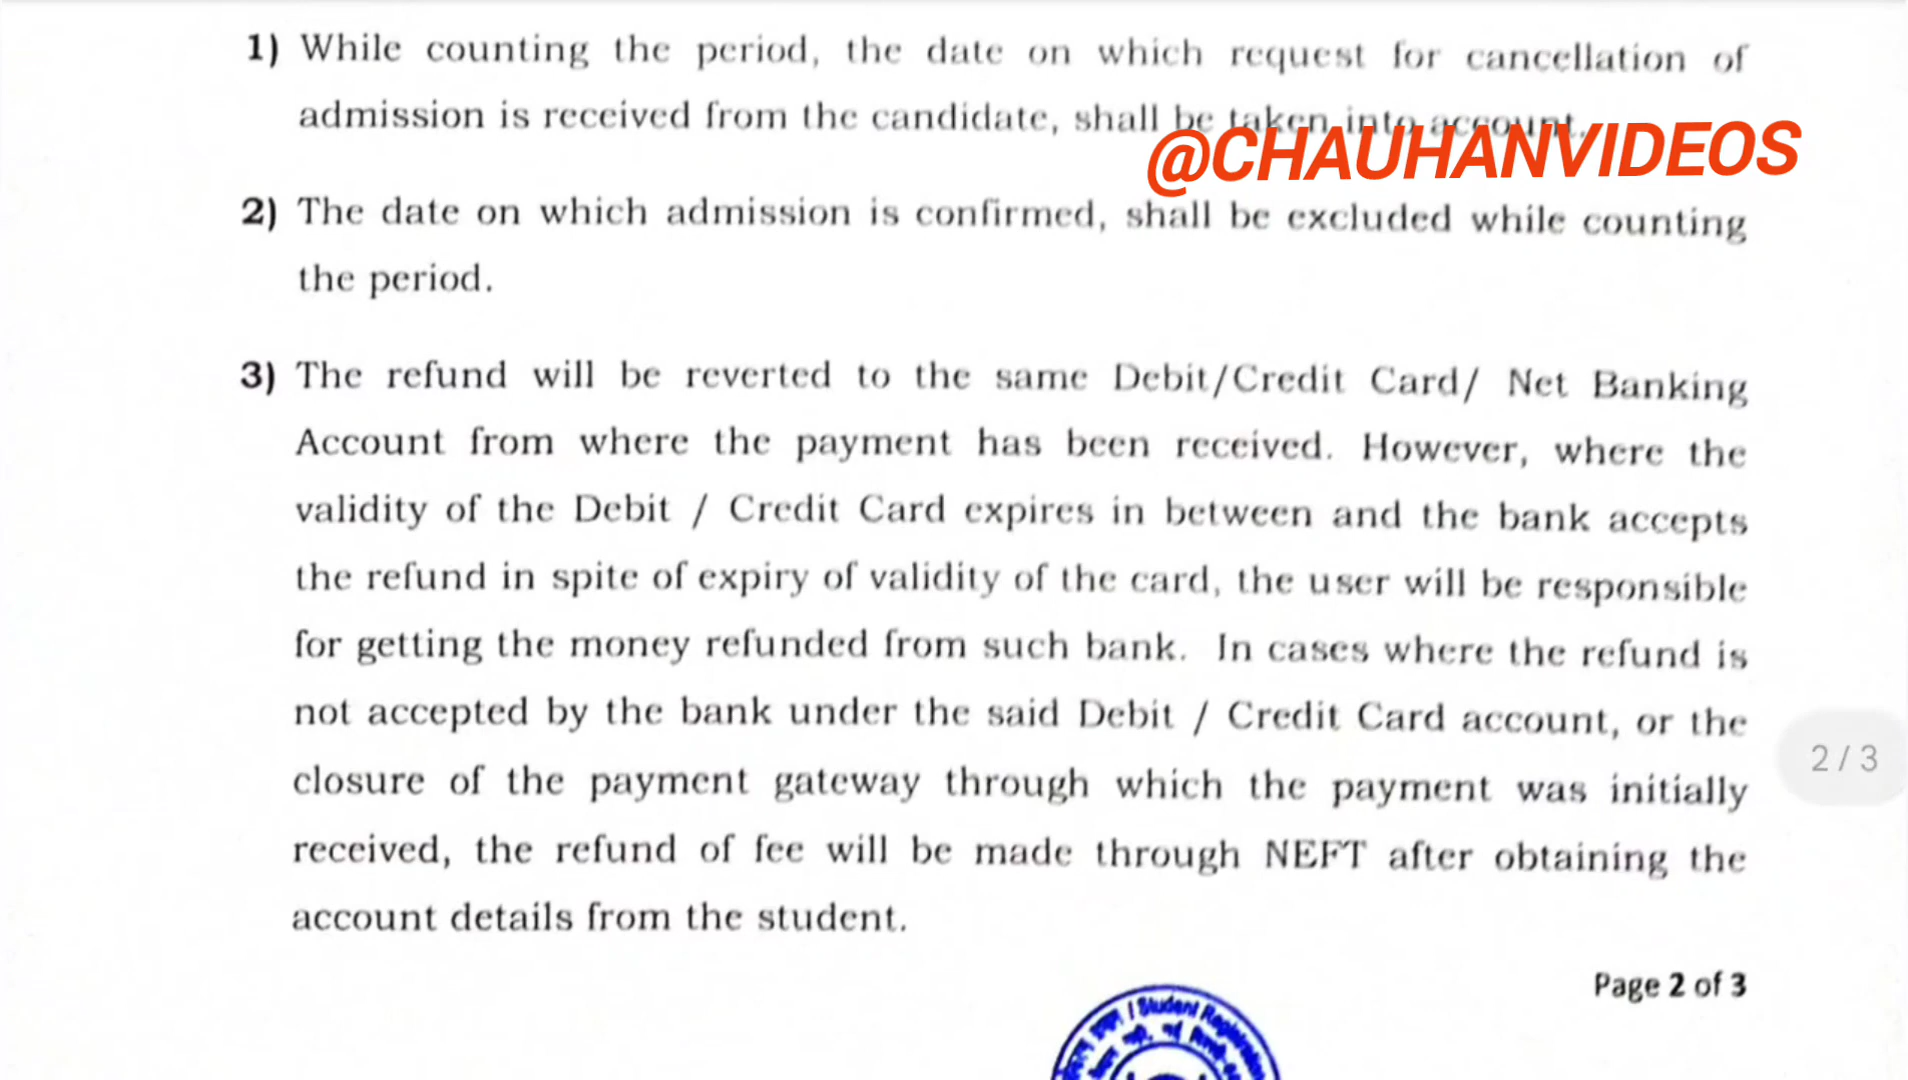 1) While counting the period, the date on which request for cancellation of
admission is received from the candidate, shall be taken into account.
@CHAUHANVIDEOS
2) The date on which admission is confirmed, shall be excluded while counting
the period.
3) The refund will be reverted to the same Debit/Credit Card/ Net Banking
Account from where the payment has been received. However, where the
validity of the Debit / Credit Card expires in between and the bank accepts
the refund in spite of expiry of validity of the card, the user will be responsible
for getting the money refunded from such bank. In cases where the refund is
not accepted by the bank under the said Debit / Credit Card account, or the
closure of the payment gateway through which the payment was initially
2 / 3
received, the refund of fee will be made through NEFT after obtaining the
account details from the student.
Page 2 of 3
/ Student Registration